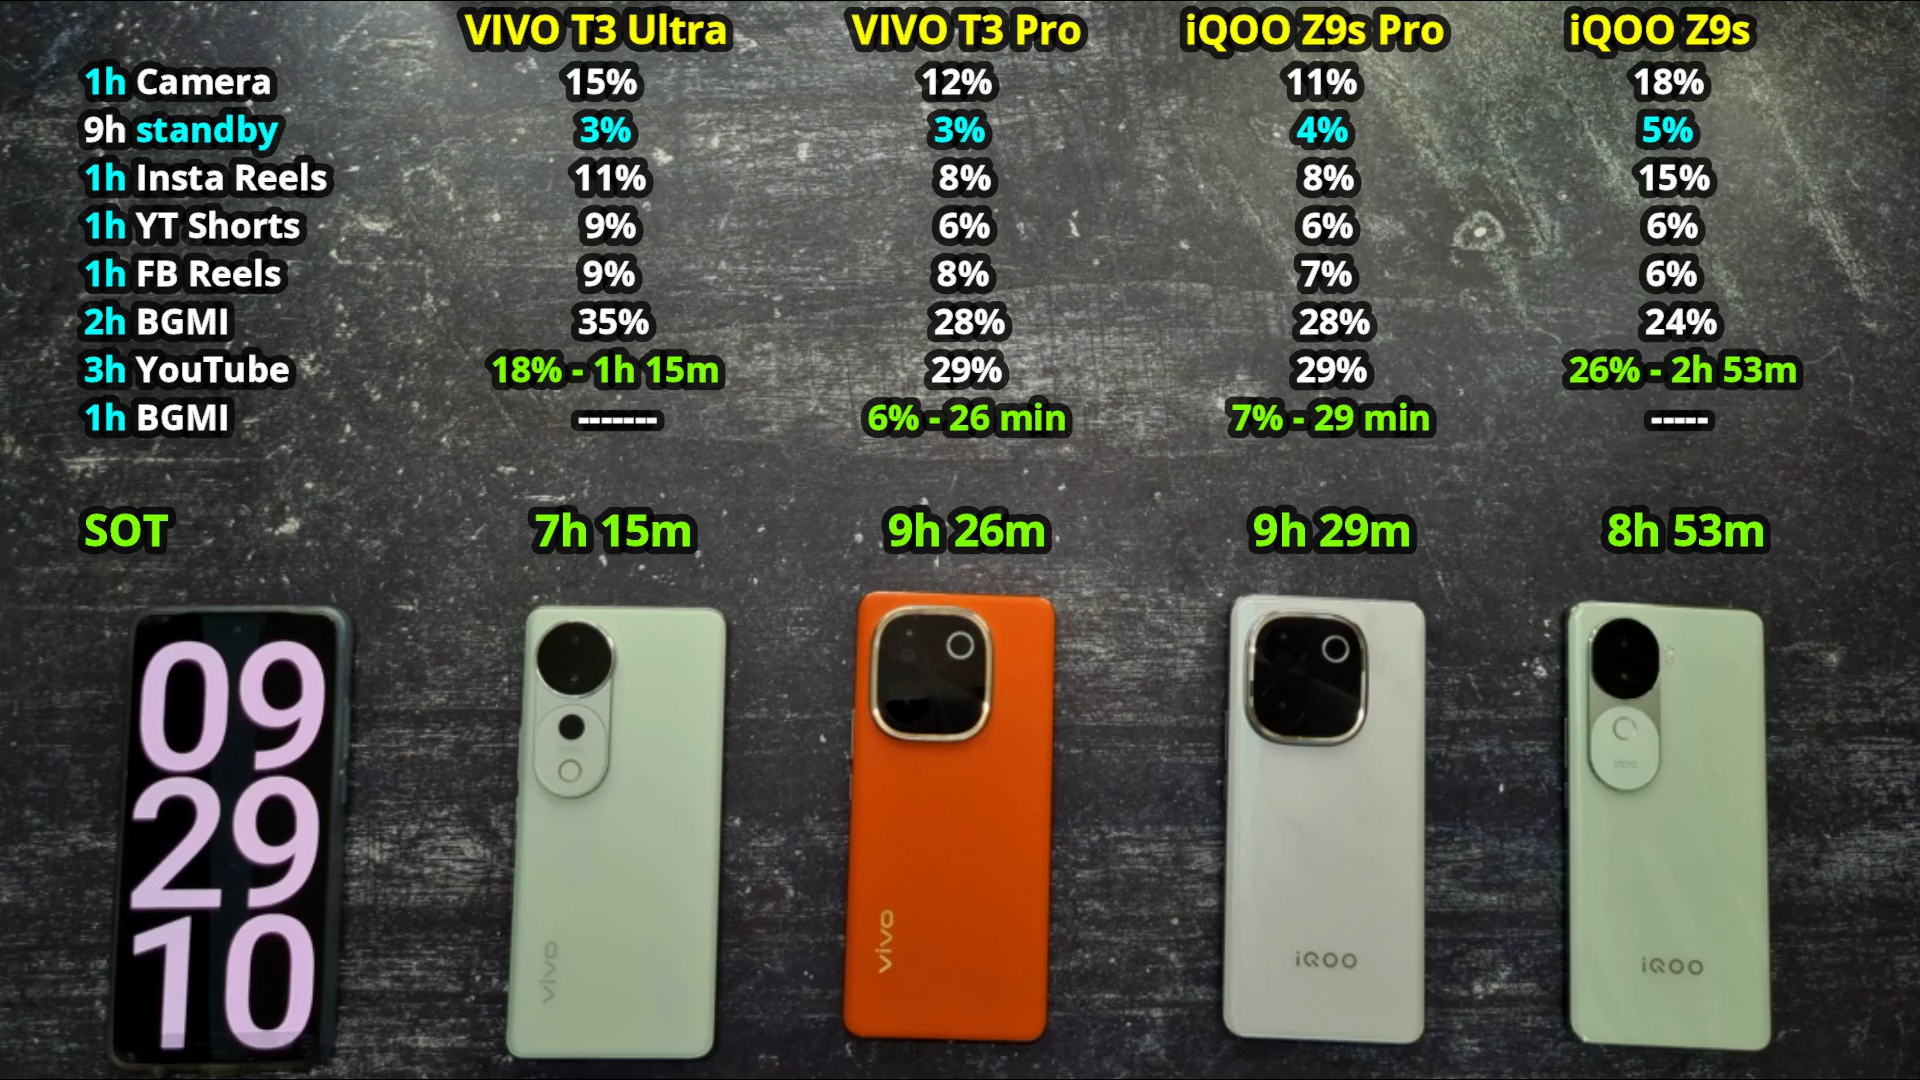 VIVO T3 Ultra VIVO T3 Pro iQOO Z9s Pro iQOO Z9s
1h Camera 15% 12% 11% 18%
9h standby 3% 3% 4% 5%
1h Insta Reels 11% 8% 8% 15%
1h YT Shorts 9% 6% 6% 6%
1h FB Reels 9% 8% 7% 6%
2h BGMI 35% 28% 28% 24%
3h YouTube 18% - 1h 15m 29% 29% 26% - 2h 53m
1h BGMI ------- 6% - 26 min 7% - 29 min -----
SOT 7h 15m 9h 26m 9h 29m 8h 53m
09
29
10
vivo
vivo
iQOO
iQOO